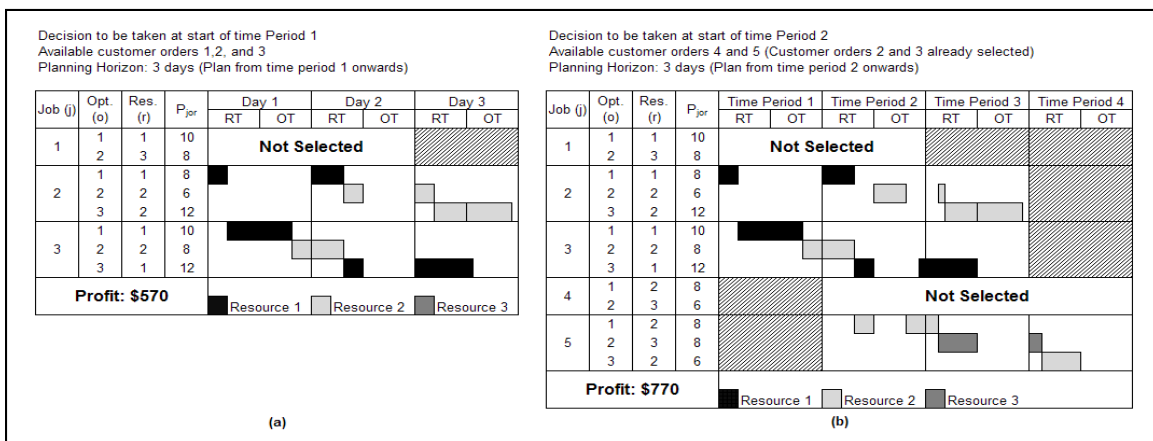 Decision to be taken at start of time Period 1
Available customer orders 1,2, and 3
Planning Horizon: 3 days (Plan from time period 1 onwards)
Job (j) Opt. (o) Res. (r) Pjor Day 1 Day 2 Day 3
RT OT RT OT RT OT
1 1 1 10 Not Selected
2 3 8
2 1 1 8
2 2 6
3 2 12
3 1 1 10
2 2 8
3 1 12
Profit: $570
Resource 1 Resource 2 Resource 3
(a)
Decision to be taken at start of time Period 2
Available customer orders 4 and 5 (Customer orders 2 and 3 already selected)
Planning Horizon: 3 days (Plan from time period 2 onwards)
Job (j) Opt. (o) Res. (r) Pjor Time Period 1 Time Period 2 Time Period 3 Time Period 4
RT OT RT OT RT OT RT OT
1 1 1 10 Not Selected
2 3 8
2 1 1 8
2 2 6
3 2 12
3 1 1 10
2 2 8
3 1 12
4 1 2 8 Not Selected
2 3 6
5 1 2 8
2 3 8
3 2 6
Profit: $770
Resource 1 Resource 2 Resource 3
(b)